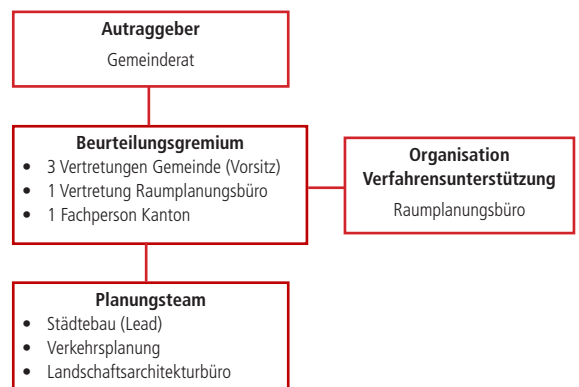 Autraggeber
Gemeinderat
Beurteilungsgremium
• 3 Vertretungen Gemeinde (Vorsitz)
• 1 Vertretung Raumplanungsbüro
• 1 Fachperson Kanton
Organisation
Verfahrensunterstützung
Raumplanungsbüro
Planungsteam
• Städtebau (Lead)
• Verkehrsplanung
• Landschaftsarchitekturbüro